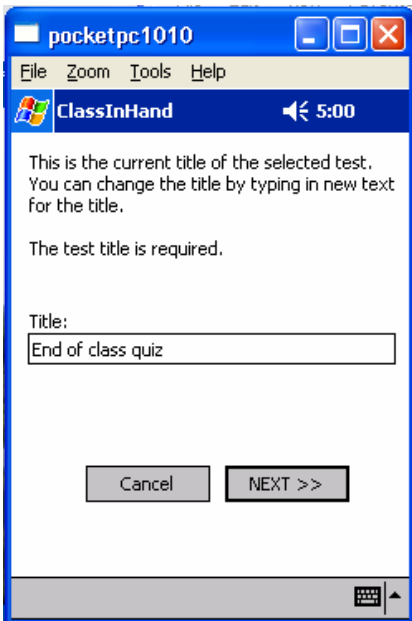 pocketpc1010
File Zoom Tools Help
ClassInHand 5:00
This is the current title of the selected test.
You can change the title by typing in new text
for the title.
The test title is required.
Title:
End of class quiz
Cancel NEXT >>